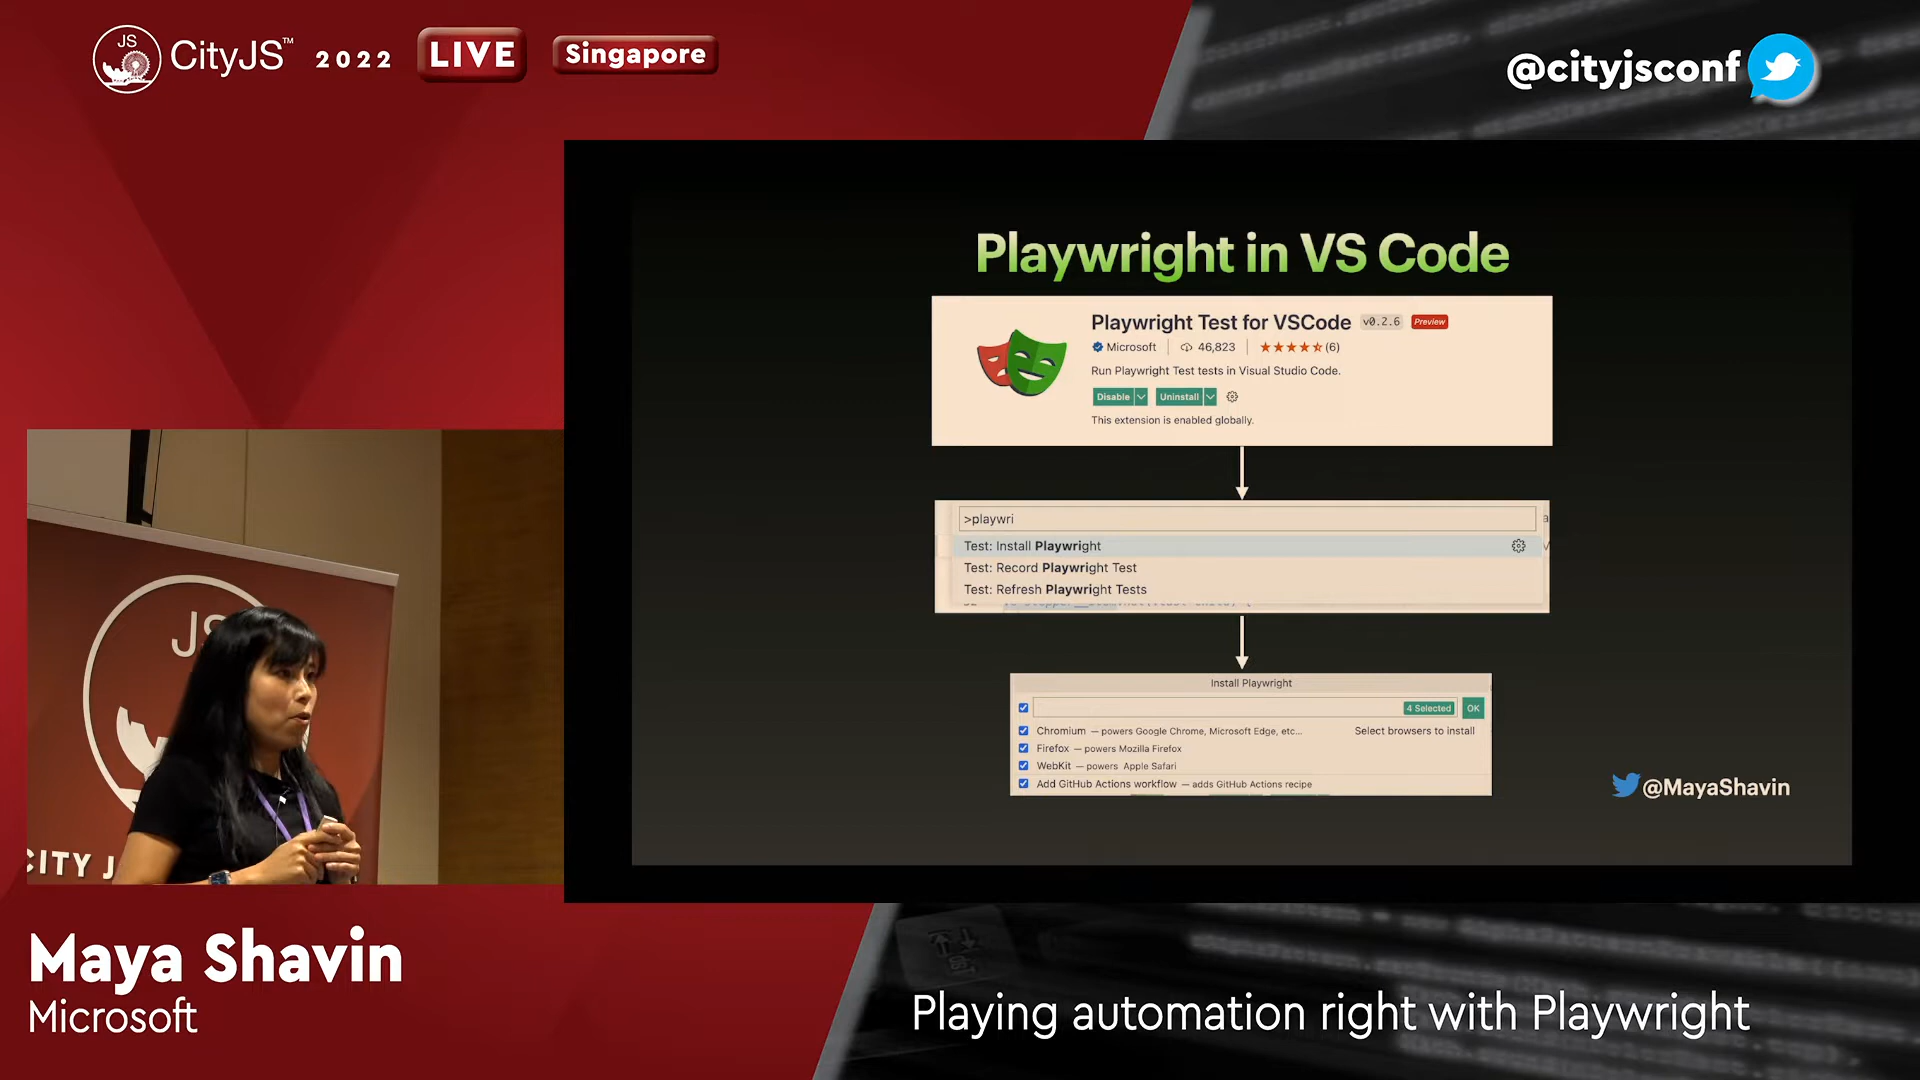 JS
CityJS™ 2022 LIVE Singapore
@cityjsconf
Playwright in VS Code
Playwright Test for VSCode v0.2.6 Preview
Microsoft 46,823 (6)
Run Playwright Test tests in Visual Studio Code.
Disable Uninstall
This extension is enabled globally.
>playwri
Test: Install Playwright
Test: Record Playwright Test
Test: Refresh Playwright Tests
Install Playwright
4 Selected OK
Chromium — powers Google Chrome, Microsoft Edge, etc... Select browsers to install
Firefox — powers Mozilla Firefox
WebKit — powers Apple Safari
Add GitHub Actions workflow — adds GitHub Actions recipe
@MayaShavin
JS
CITY J
Maya Shavin
Microsoft
Playing automation right with Playwright